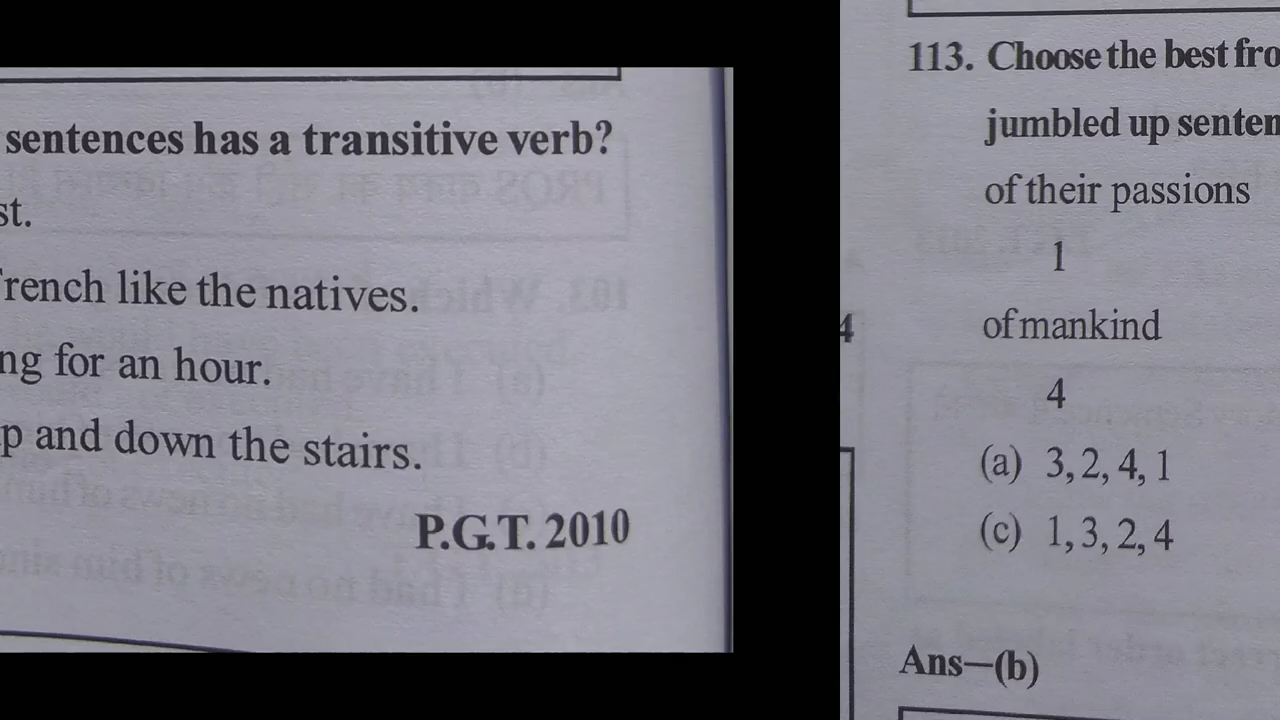 sentences has a transitive verb?
st.
rench like the natives.
ng for an hour.
p and down the stairs.
P.G.T. 2010
4
113. Choose the best fro
jumbled up senten
of their passions
1
of mankind
4
(a) 3, 2, 4, 1
(c) 1, 3, 2, 4
Ans–(b)